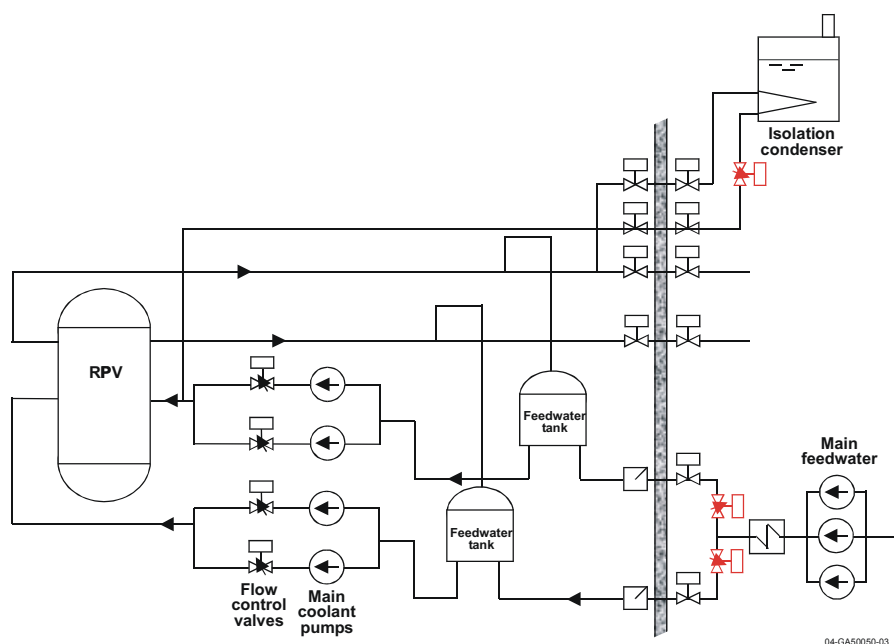 Isolation
condenser
RPV
Feedwater
tank
Main
feedwater
Feedwater
tank
Flow
control
valves
Main
coolant
pumps
04-GA50050-03